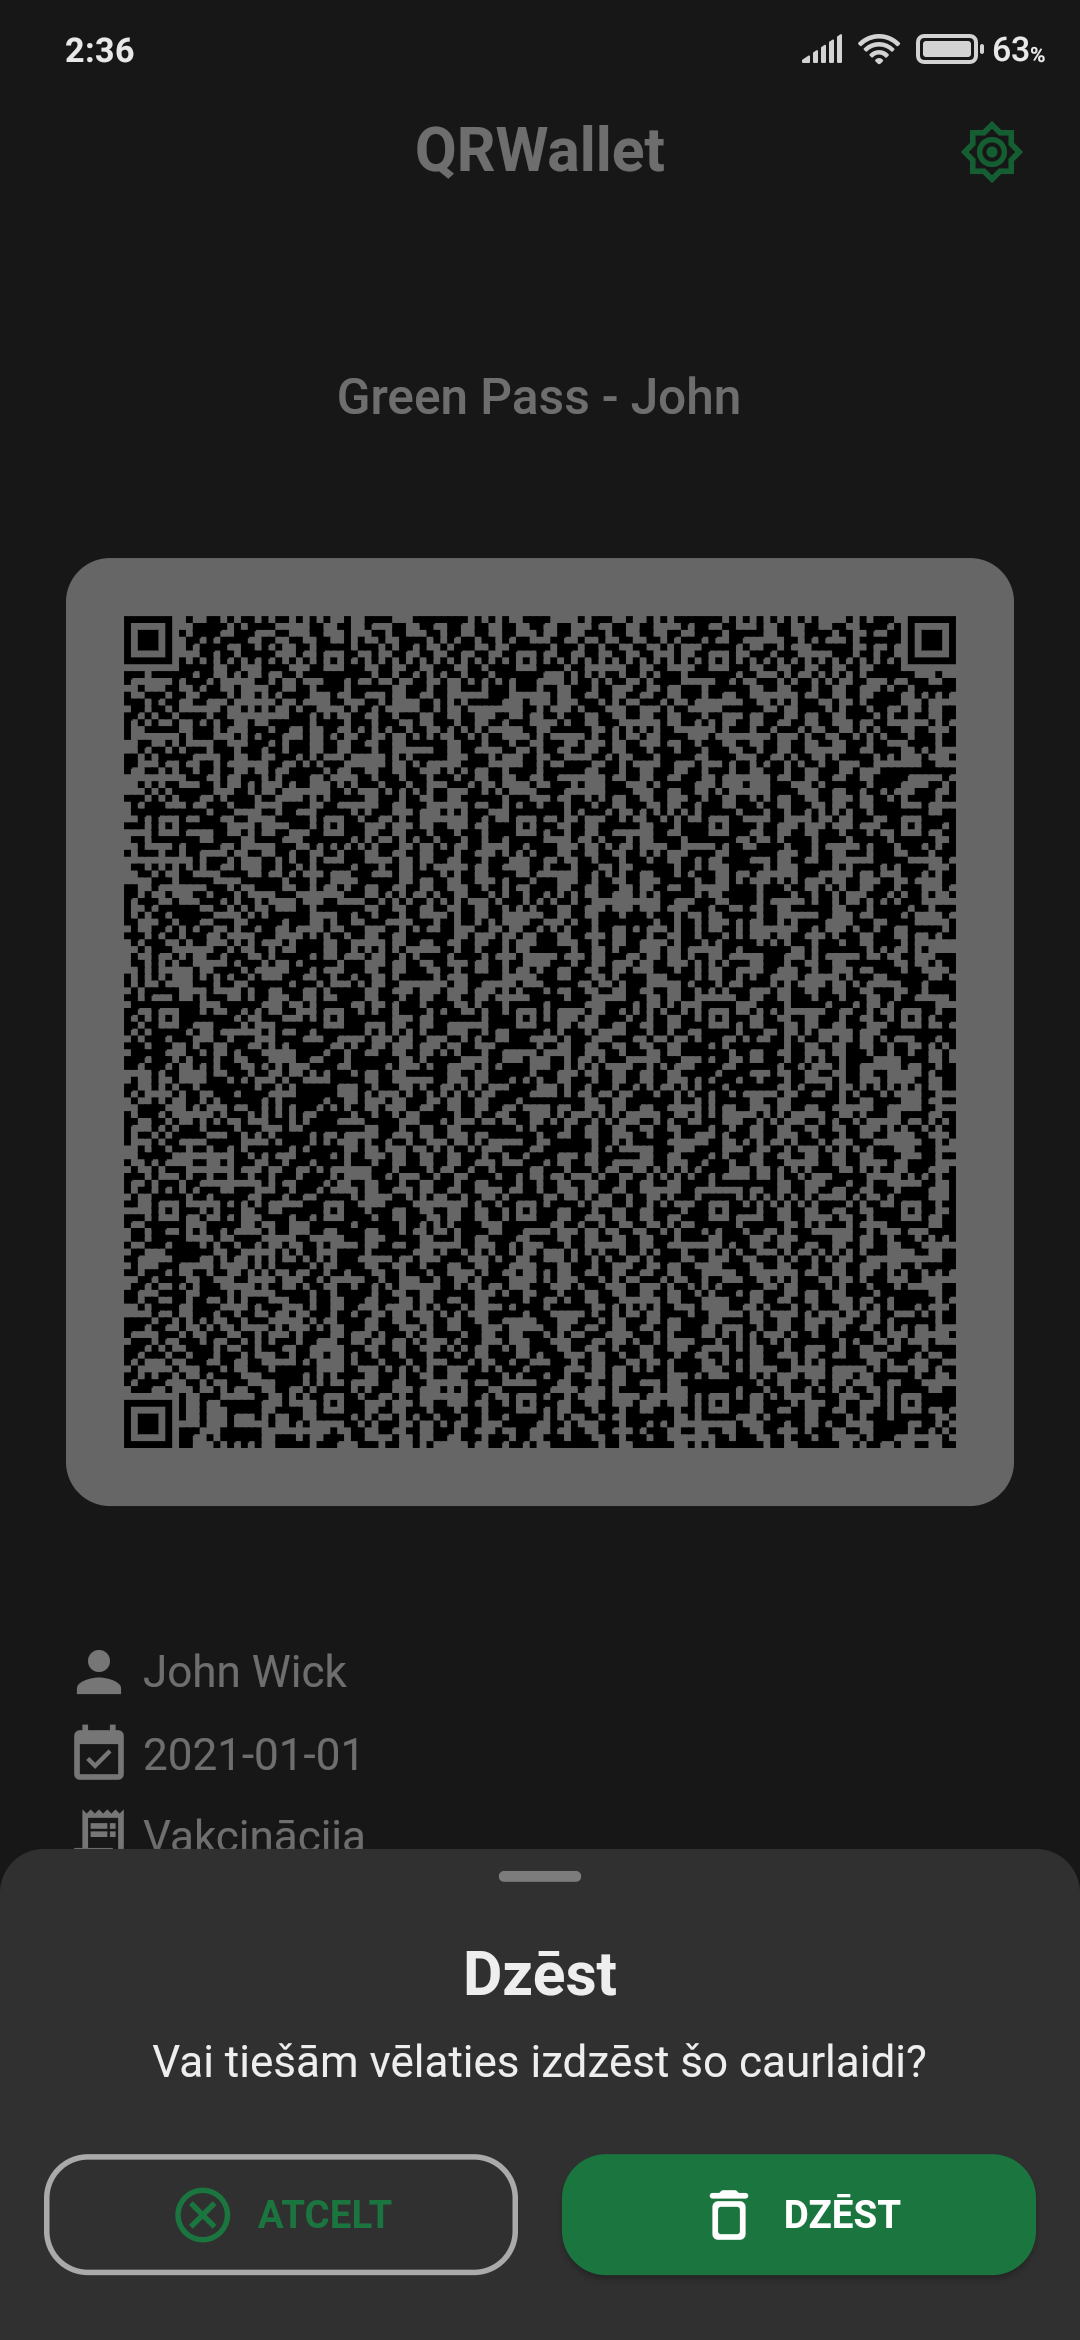 2:36
63%
QRWallet
Green Pass - John
John Wick
2021-01-01
Vakcinācija
Dzēst
Vai tiešām vēlaties izdzēst šo caurlaidi?
ATCELT
DZĒST